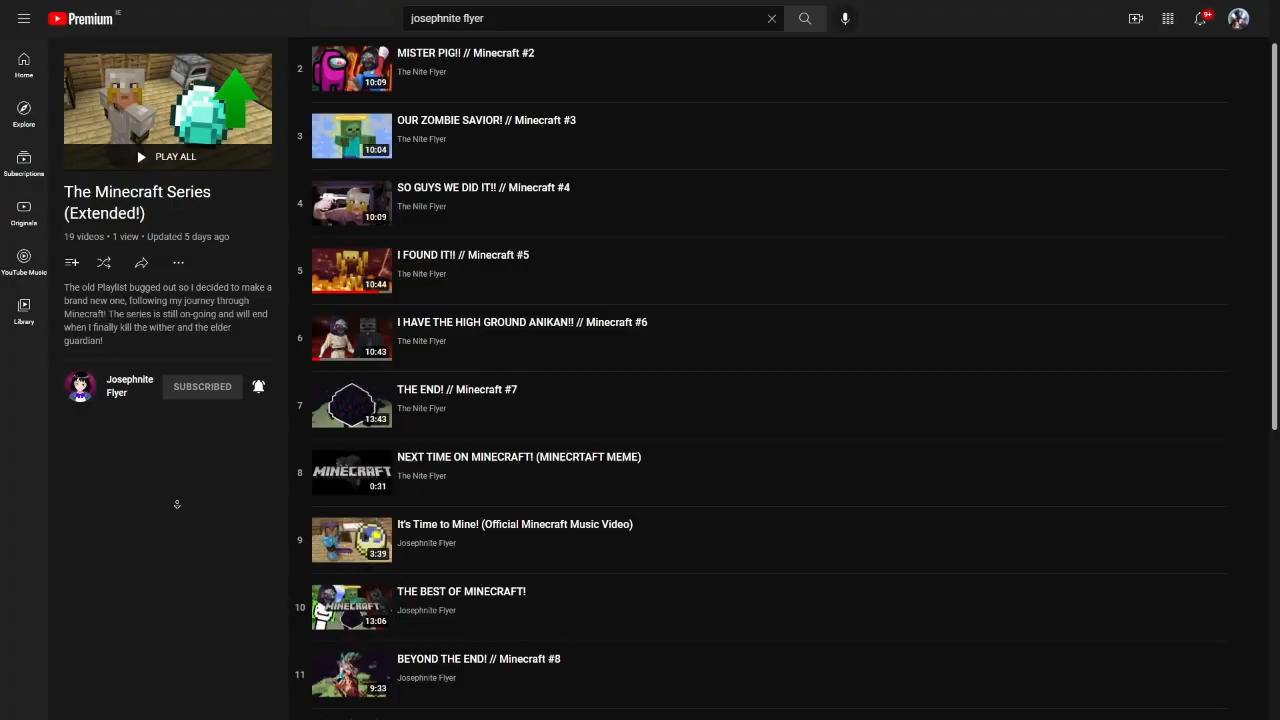 Premium IE
josephnite flyer
9+
Home
Explore
Subscriptions
Originals
YouTube Music
Library
PLAY ALL
The Minecraft Series
(Extended!)
19 videos • 1 view • Updated 5 days ago
The old Playlist bugged out so I decided to make a
brand new one, following my journey through
Minecraft! The series is still on-going and will end
when I finally kill the wither and the elder
guardian!
Josephnite
Flyer
SUBSCRIBED
2
10:09
MISTER PIG!! // Minecraft #2
The Nite Flyer
3
10:04
OUR ZOMBIE SAVIOR! // Minecraft #3
The Nite Flyer
4
10:09
SO GUYS WE DID IT!! // Minecraft #4
The Nite Flyer
5
10:44
I FOUND IT!! // Minecraft #5
The Nite Flyer
6
10:43
I HAVE THE HIGH GROUND ANIKAN!! // Minecraft #6
The Nite Flyer
7
13:43
THE END! // Minecraft #7
The Nite Flyer
8
MINECRAFT
0:31
NEXT TIME ON MINECRAFT! (MINECRTAFT MEME)
The Nite Flyer
9
3:39
It's Time to Mine! (Official Minecraft Music Video)
Josephnite Flyer
10
MINECRAFT
13:06
THE BEST OF MINECRAFT!
Josephnite Flyer
11
9:33
BEYOND THE END! // Minecraft #8
Josephnite Flyer